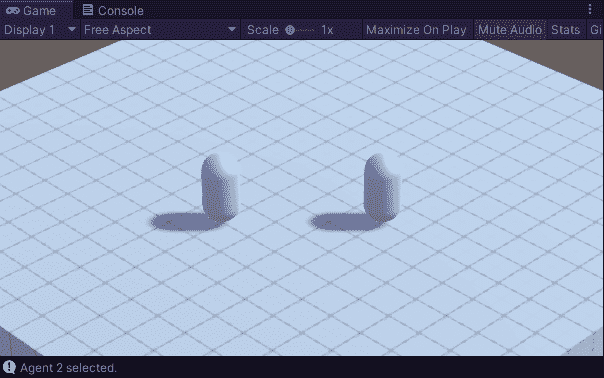 Game Console
Display 1 Free Aspect Scale 1x Maximize On Play Mute Audio Stats Gi
Agent 2 selected.